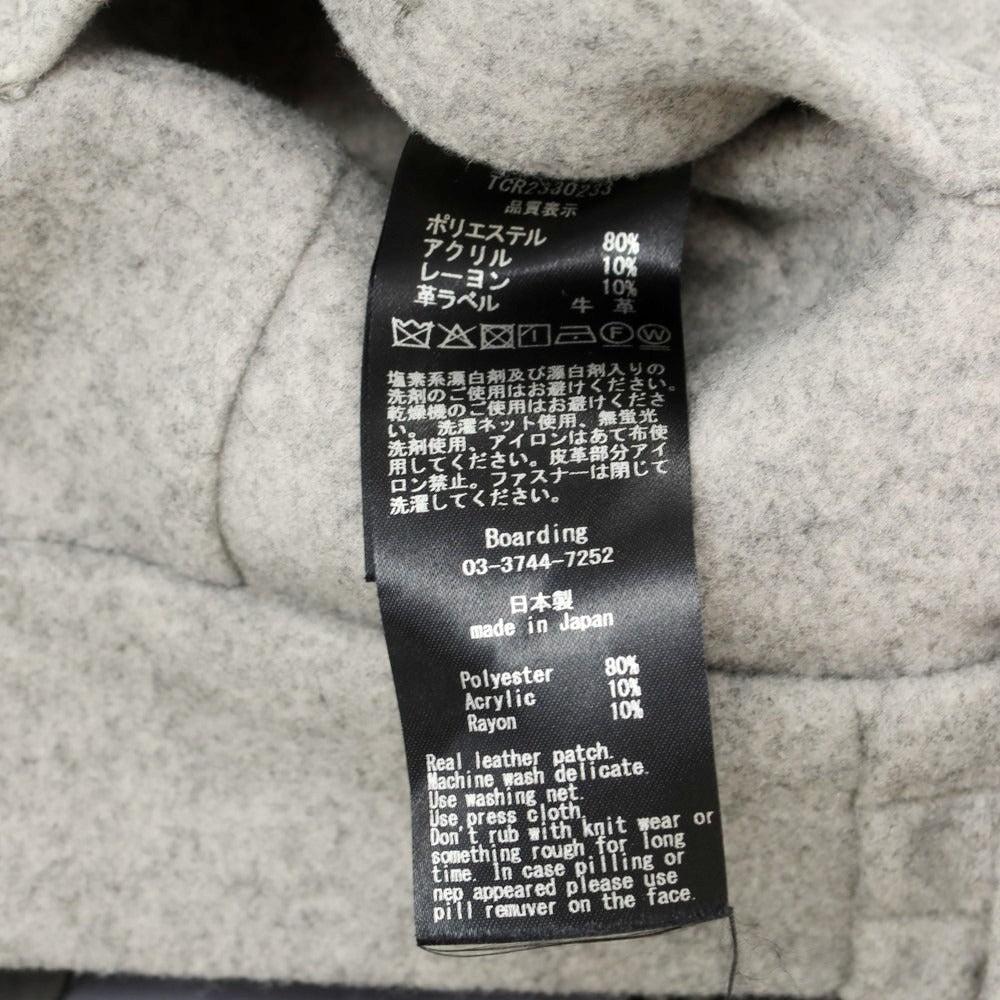 TCR2330233
品質表示
ポリエステル 80%
アクリル 10%
レーヨン 10%
革ラベル 牛 革
塩素系漂白剤及び漂白剤入りの
洗剤のご使用はお避けください。
乾燥機のご使用はお避けくださ
い。 洗濯ネット使用、無蛍光
洗剤使用、アイロンはあて布使
用してください。皮革部分アイ
ロン禁止。ファスナーは閉じて
洗濯してください。
Boarding
03-3744-7252
日本製
made in Japan
Polyester 80%
Acrylic 10%
Rayon 10%
Real leather patch.
Machine wash delicate.
Use washing net.
Use press cloth.
Don't rub with knit wear or
something rough for long
time. In case pilling or
nep appeared please use
pill remuver on the face.